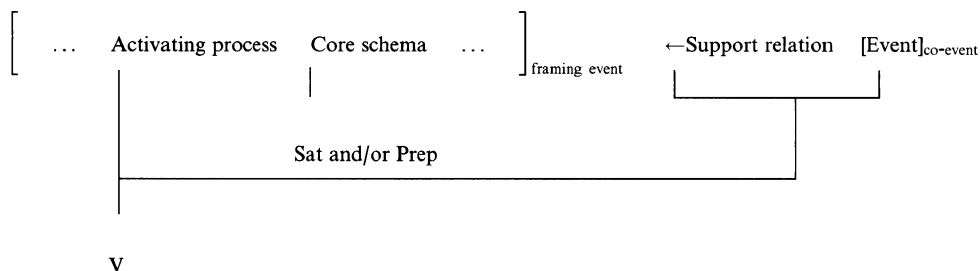 [ ... Activating process Core schema ... ]framing event ←Support relation [Event]co-event
Sat and/or Prep
V